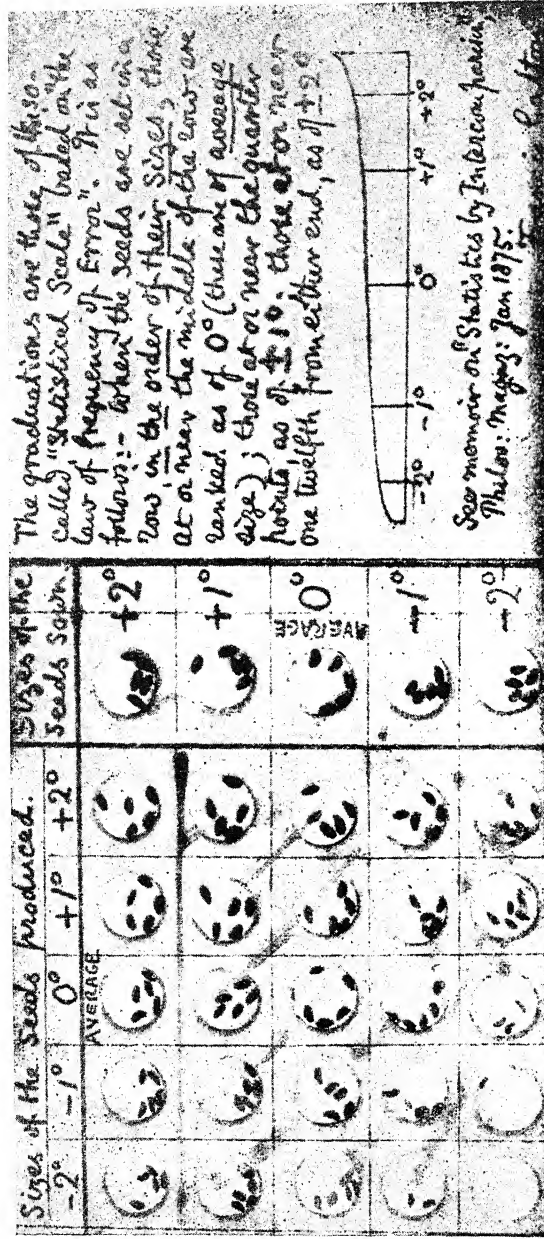 Sizes of the Seeds produced.
-2° -1° 0° +1° +2°
AVERAGE
Sizes of the
Seeds Sown.
+2°
+1°
0°
AVERAGE
-1°
-2°
The graduations are those of the so-
called "Statistical Scale" based on "the
law of Frequency of Error". It is as
follows:- When the seeds are set in a
row in the order of their sizes, those
at or near the middle of the row are
ranked as of 0° (these are of average
size); those at or near the quarter
points, as of ± 1°. those at or near
one twelfth from either end, as of ± 2°.
-2° -1° 0° +1° +2°
See memoir on "Statistics by Intercomparison"
Philos: Magaz: Jan 1875.
Galton